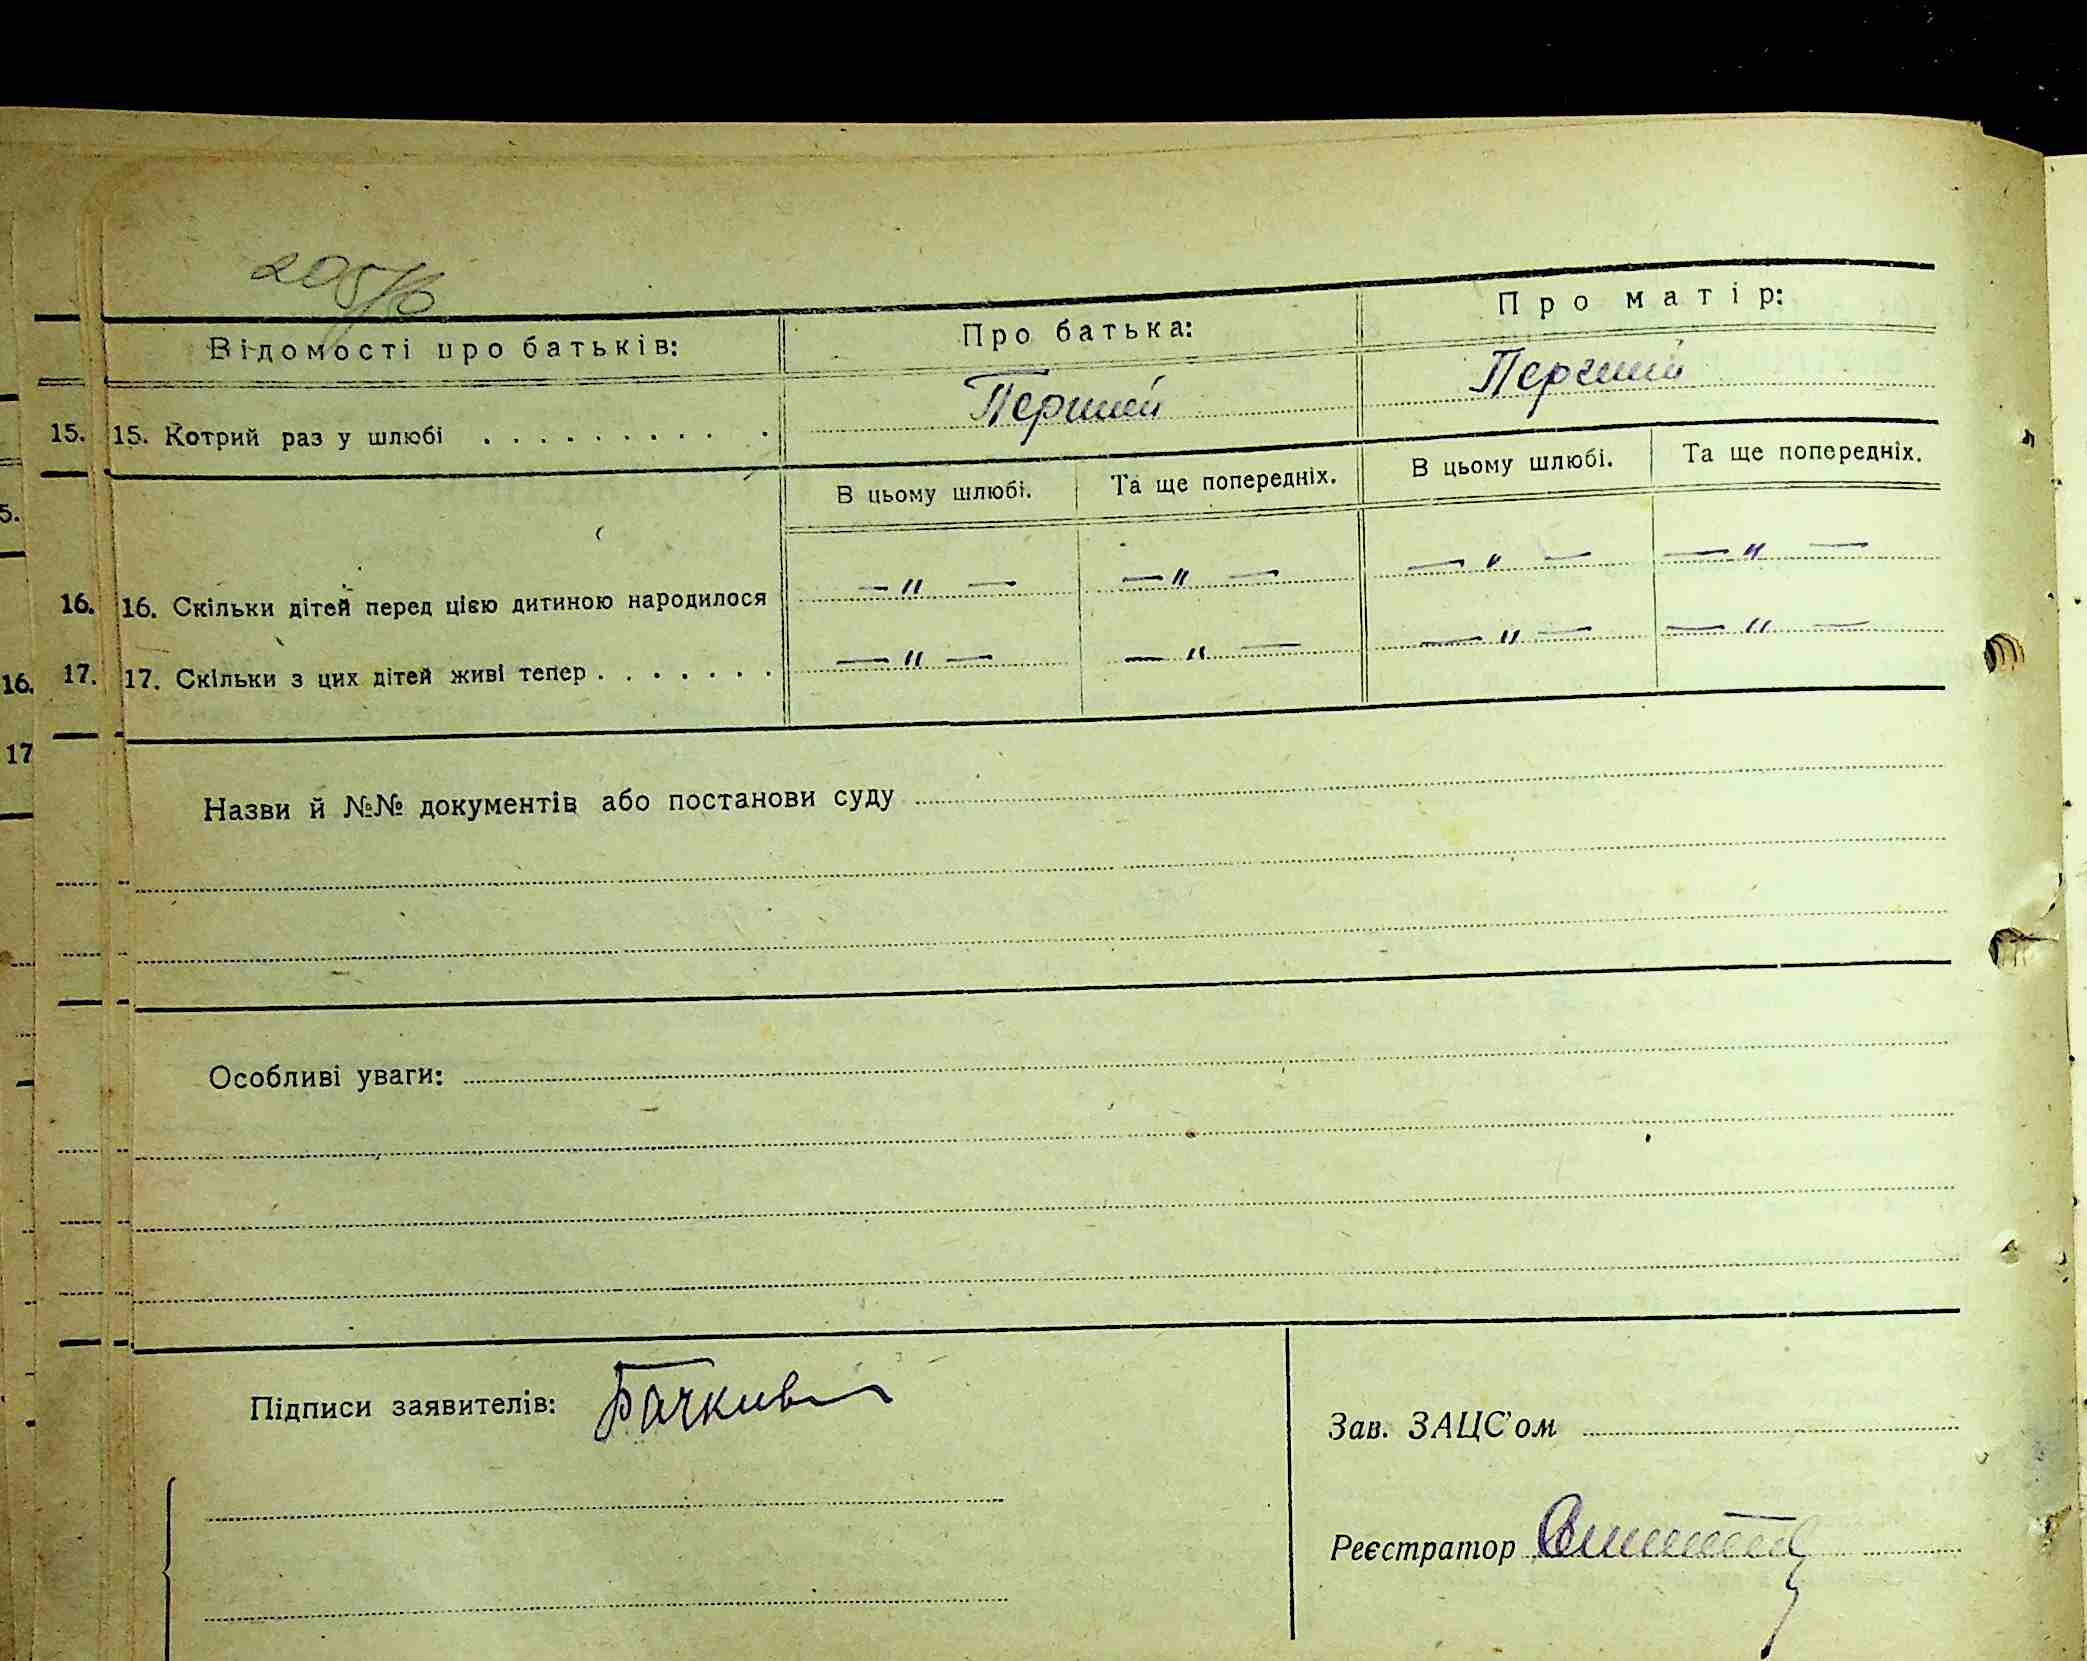 205/6
Відомості про батьків: Про батька: Про матір:
15. 15. Котрий раз у шлюбі . . . . . . . . . . Перший Перший
В цьому шлюбі. Та ще попередніх. В цьому шлюбі. Та ще попередніх.
5.
16. 16. Скільки дітей перед цією дитиною народилося — " — — " — — " — — " —
16. 17. 17. Скільки з цих дітей живі тепер . . . . . . . — " — — " — — " — — " —
17
Назви й №№ документів або постанови суду
Особливі уваги:
Підписи заявителів:
Зав. ЗАЦС'ом
Реєстратор